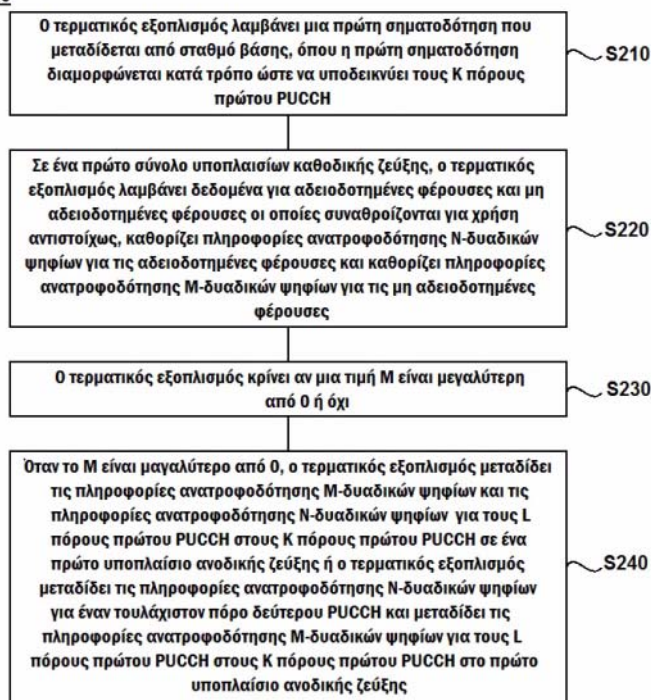 Ο τερματικός εξοπλισμός λαμβάνει μια πρώτη σηματοδότηση που
μεταδίδεται από σταθμό βάσης, όπου η πρώτη σηματοδότηση
διαμορφώνεται κατά τρόπο ώστε να υποδεικνύει τους K πόρους
πρώτου PUCCH
S210
Σε ένα πρώτο σύνολο υποπλαισίων καθοδικής ζεύξης, ο τερματικός
εξοπλισμός λαμβάνει δεδομένα για αδειοδοτημένες φέρουσες και μη
αδειοδοτημένες φέρουσες οι οποίες συναθροίζονται για χρήση
αντιστοίχως, καθορίζει πληροφορίες ανατροφοδότησης N-δυαδικών
ψηφίων για τις αδειοδοτημένες φέρουσες και καθορίζει πληροφορίες
ανατροφοδότησης M-δυαδικών ψηφίων για τις μη αδειοδοτημένες
φέρουσες
S220
Ο τερματικός εξοπλισμός κρίνει αν μια τιμή M είναι μεγαλύτερη
από 0 ή όχι
S230
Όταν το M είναι μαγαλύτερο από 0, ο τερματικός εξοπλισμός μεταδίδει
τις πληροφορίες ανατροφοδότησης M-δυαδικών ψηφίων και τις
πληροφορίες ανατροφοδότησης N-δυαδικών ψηφίων για τους L
πόρους πρώτου PUCCH στους K πόρους πρώτου PUCCH σε ένα
πρώτο υποπλαίσιο ανοδικής ζεύξης ή ο τερματικός εξοπλισμός
μεταδίδει τις πληροφορίες ανατροφοδότησης N-δυαδικών ψηφίων
για έναν τουλάχιστον πόρο δεύτερου PUCCH και μεταδίδει τις
πληροφορίες ανατροφοδότησης M-δυαδικών ψηφίων για τους L
πόρους πρώτου PUCCH στους K πόρους πρώτου PUCCH στο πρώτο
υποπλαίσιο ανοδικής ζεύξης
S240